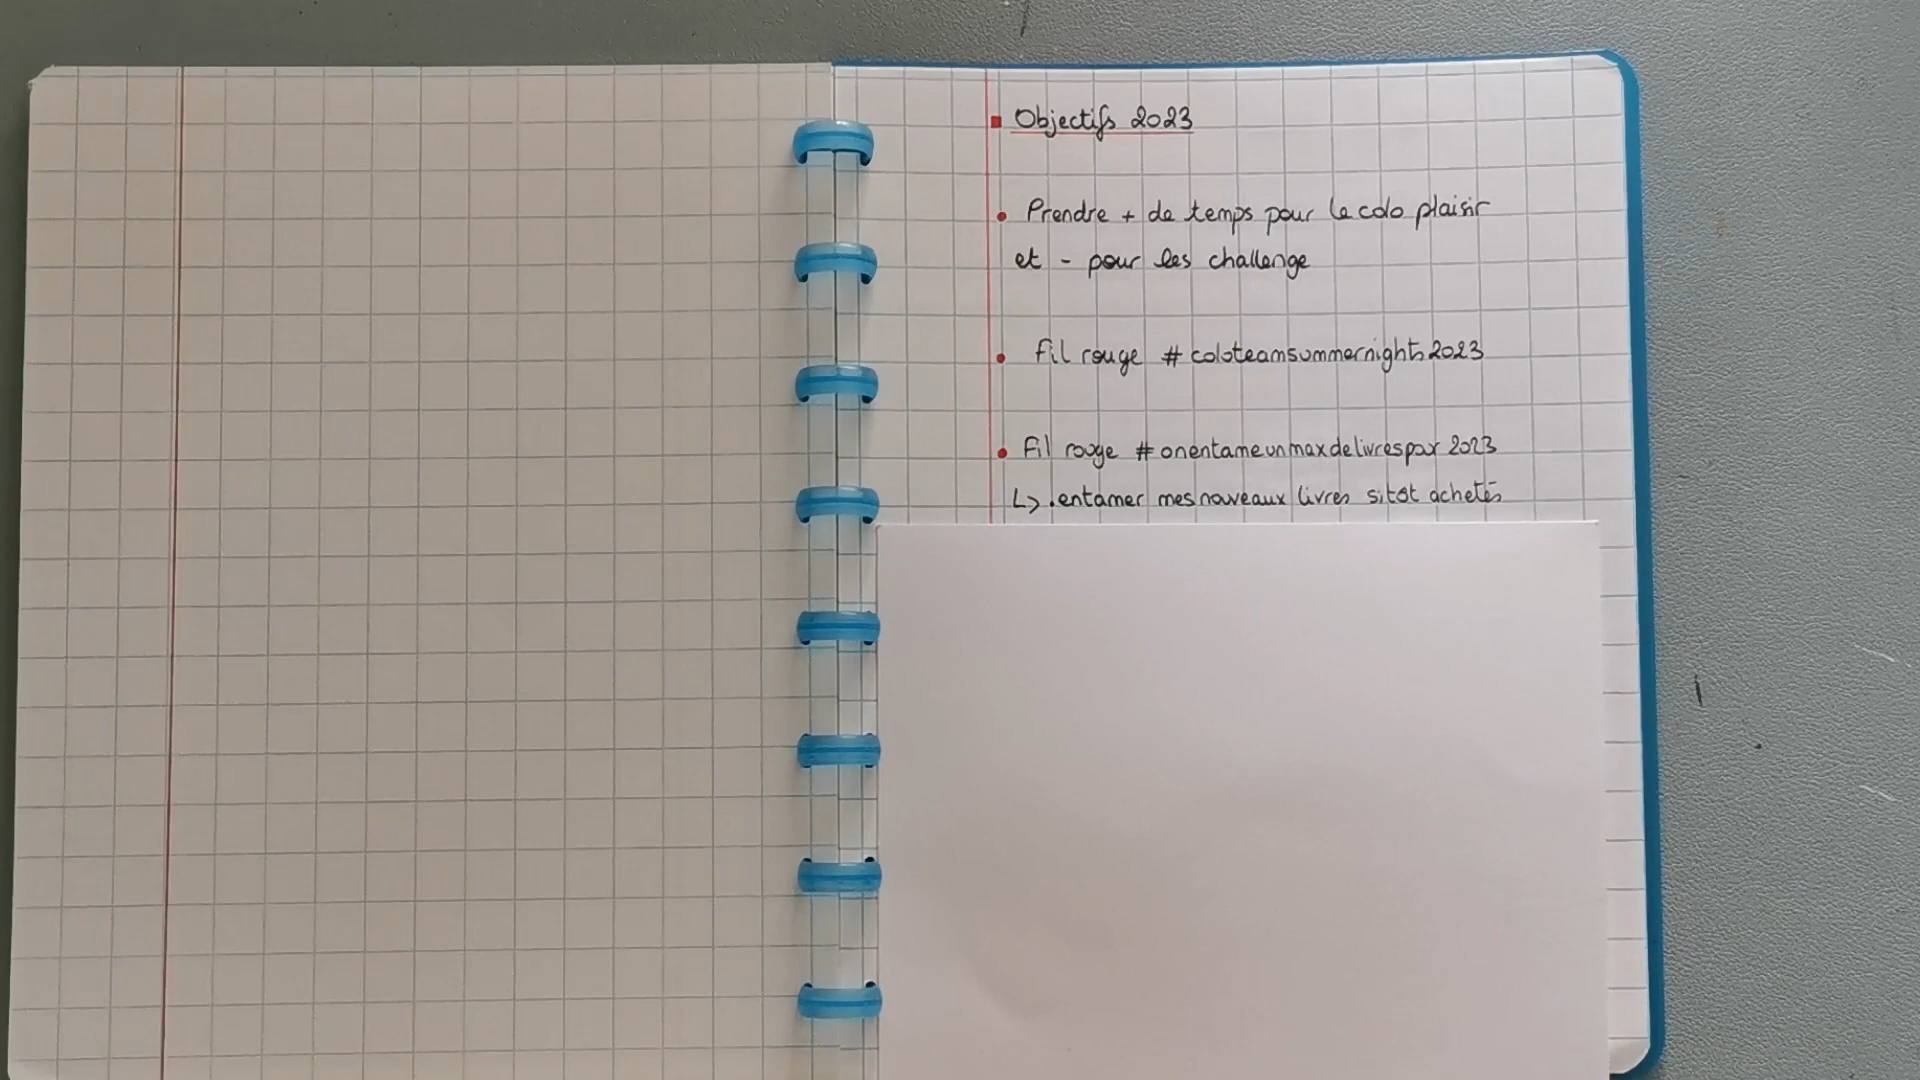 Objectifs 2023
• Prendre + de temps pour le colo plaisir
et - pour les challenge
• Fil rouge #coloteamsummernights2023
• Fil rouge #onentameunmaxdelivrespar2023
↳ .entamer mes nouveaux livres sitôt achetés